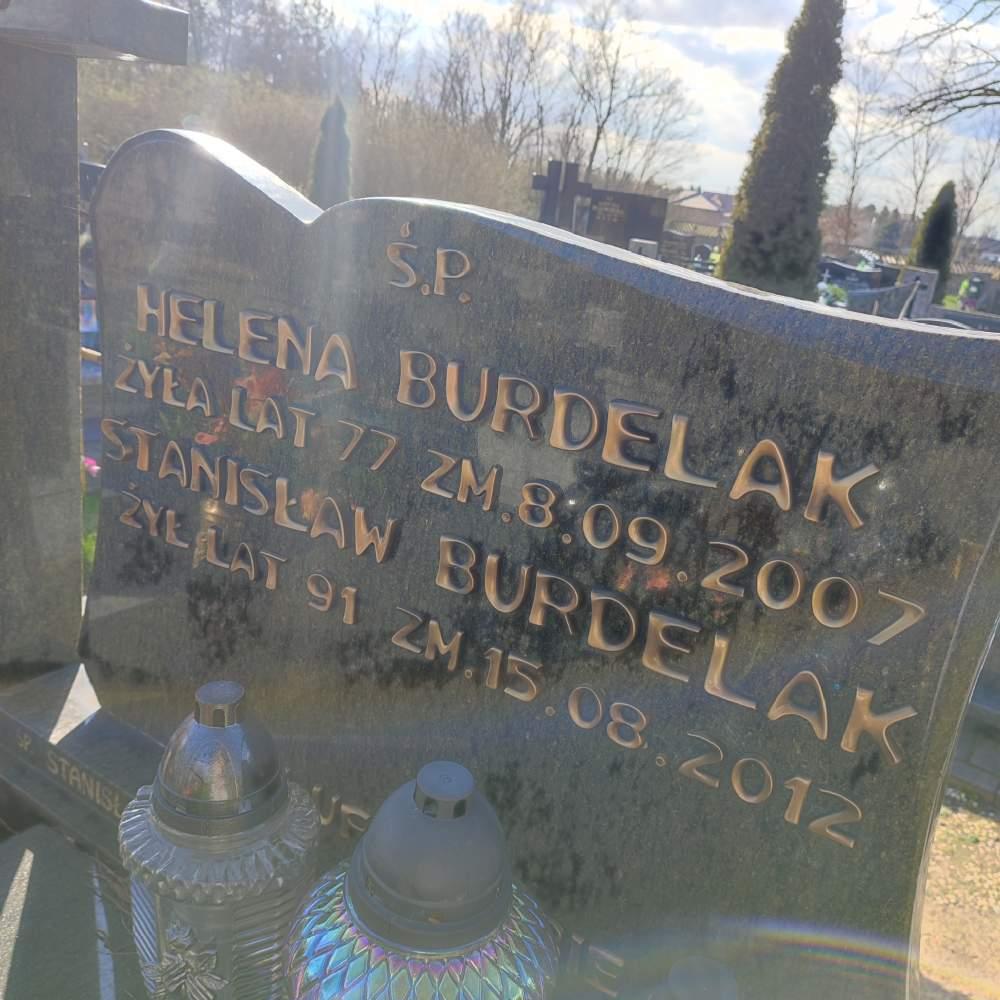 Ś.P.
HELENA BURDELAK
ŻYŁA LAT 77 ZM.8.09.2007
STANISŁAW BURDELAK
ŻYŁ LAT 91 ZM.15.08.2012